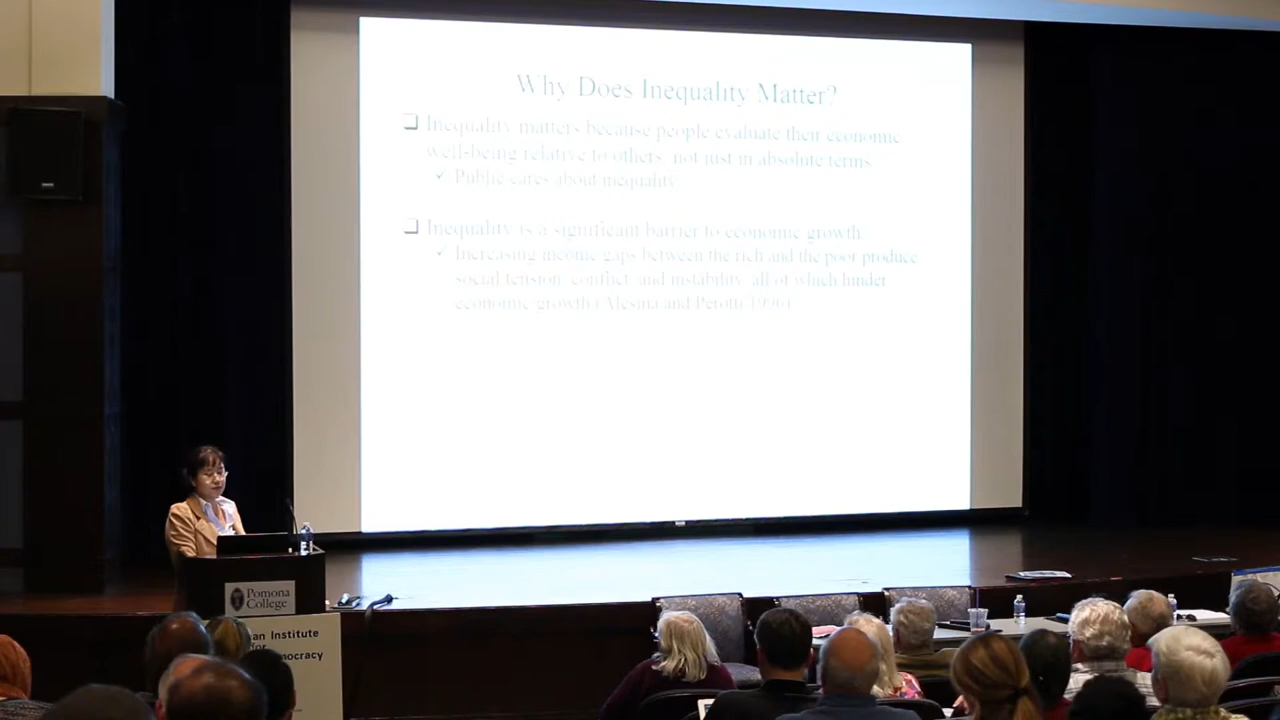 Why Does Inequality Matter?
Inequality matters because people evaluate their economic
well-being relative to others, not just in absolute terms.
Public cares about inequality.
Inequality is a significant barrier to economic growth.
Increasing income gaps between the rich and the poor produce
social tension, conflict, and instability, all of which hinder
economic growth (Alesina and Perotti 1996)
Pomona
College
an Institute
for
mocracy